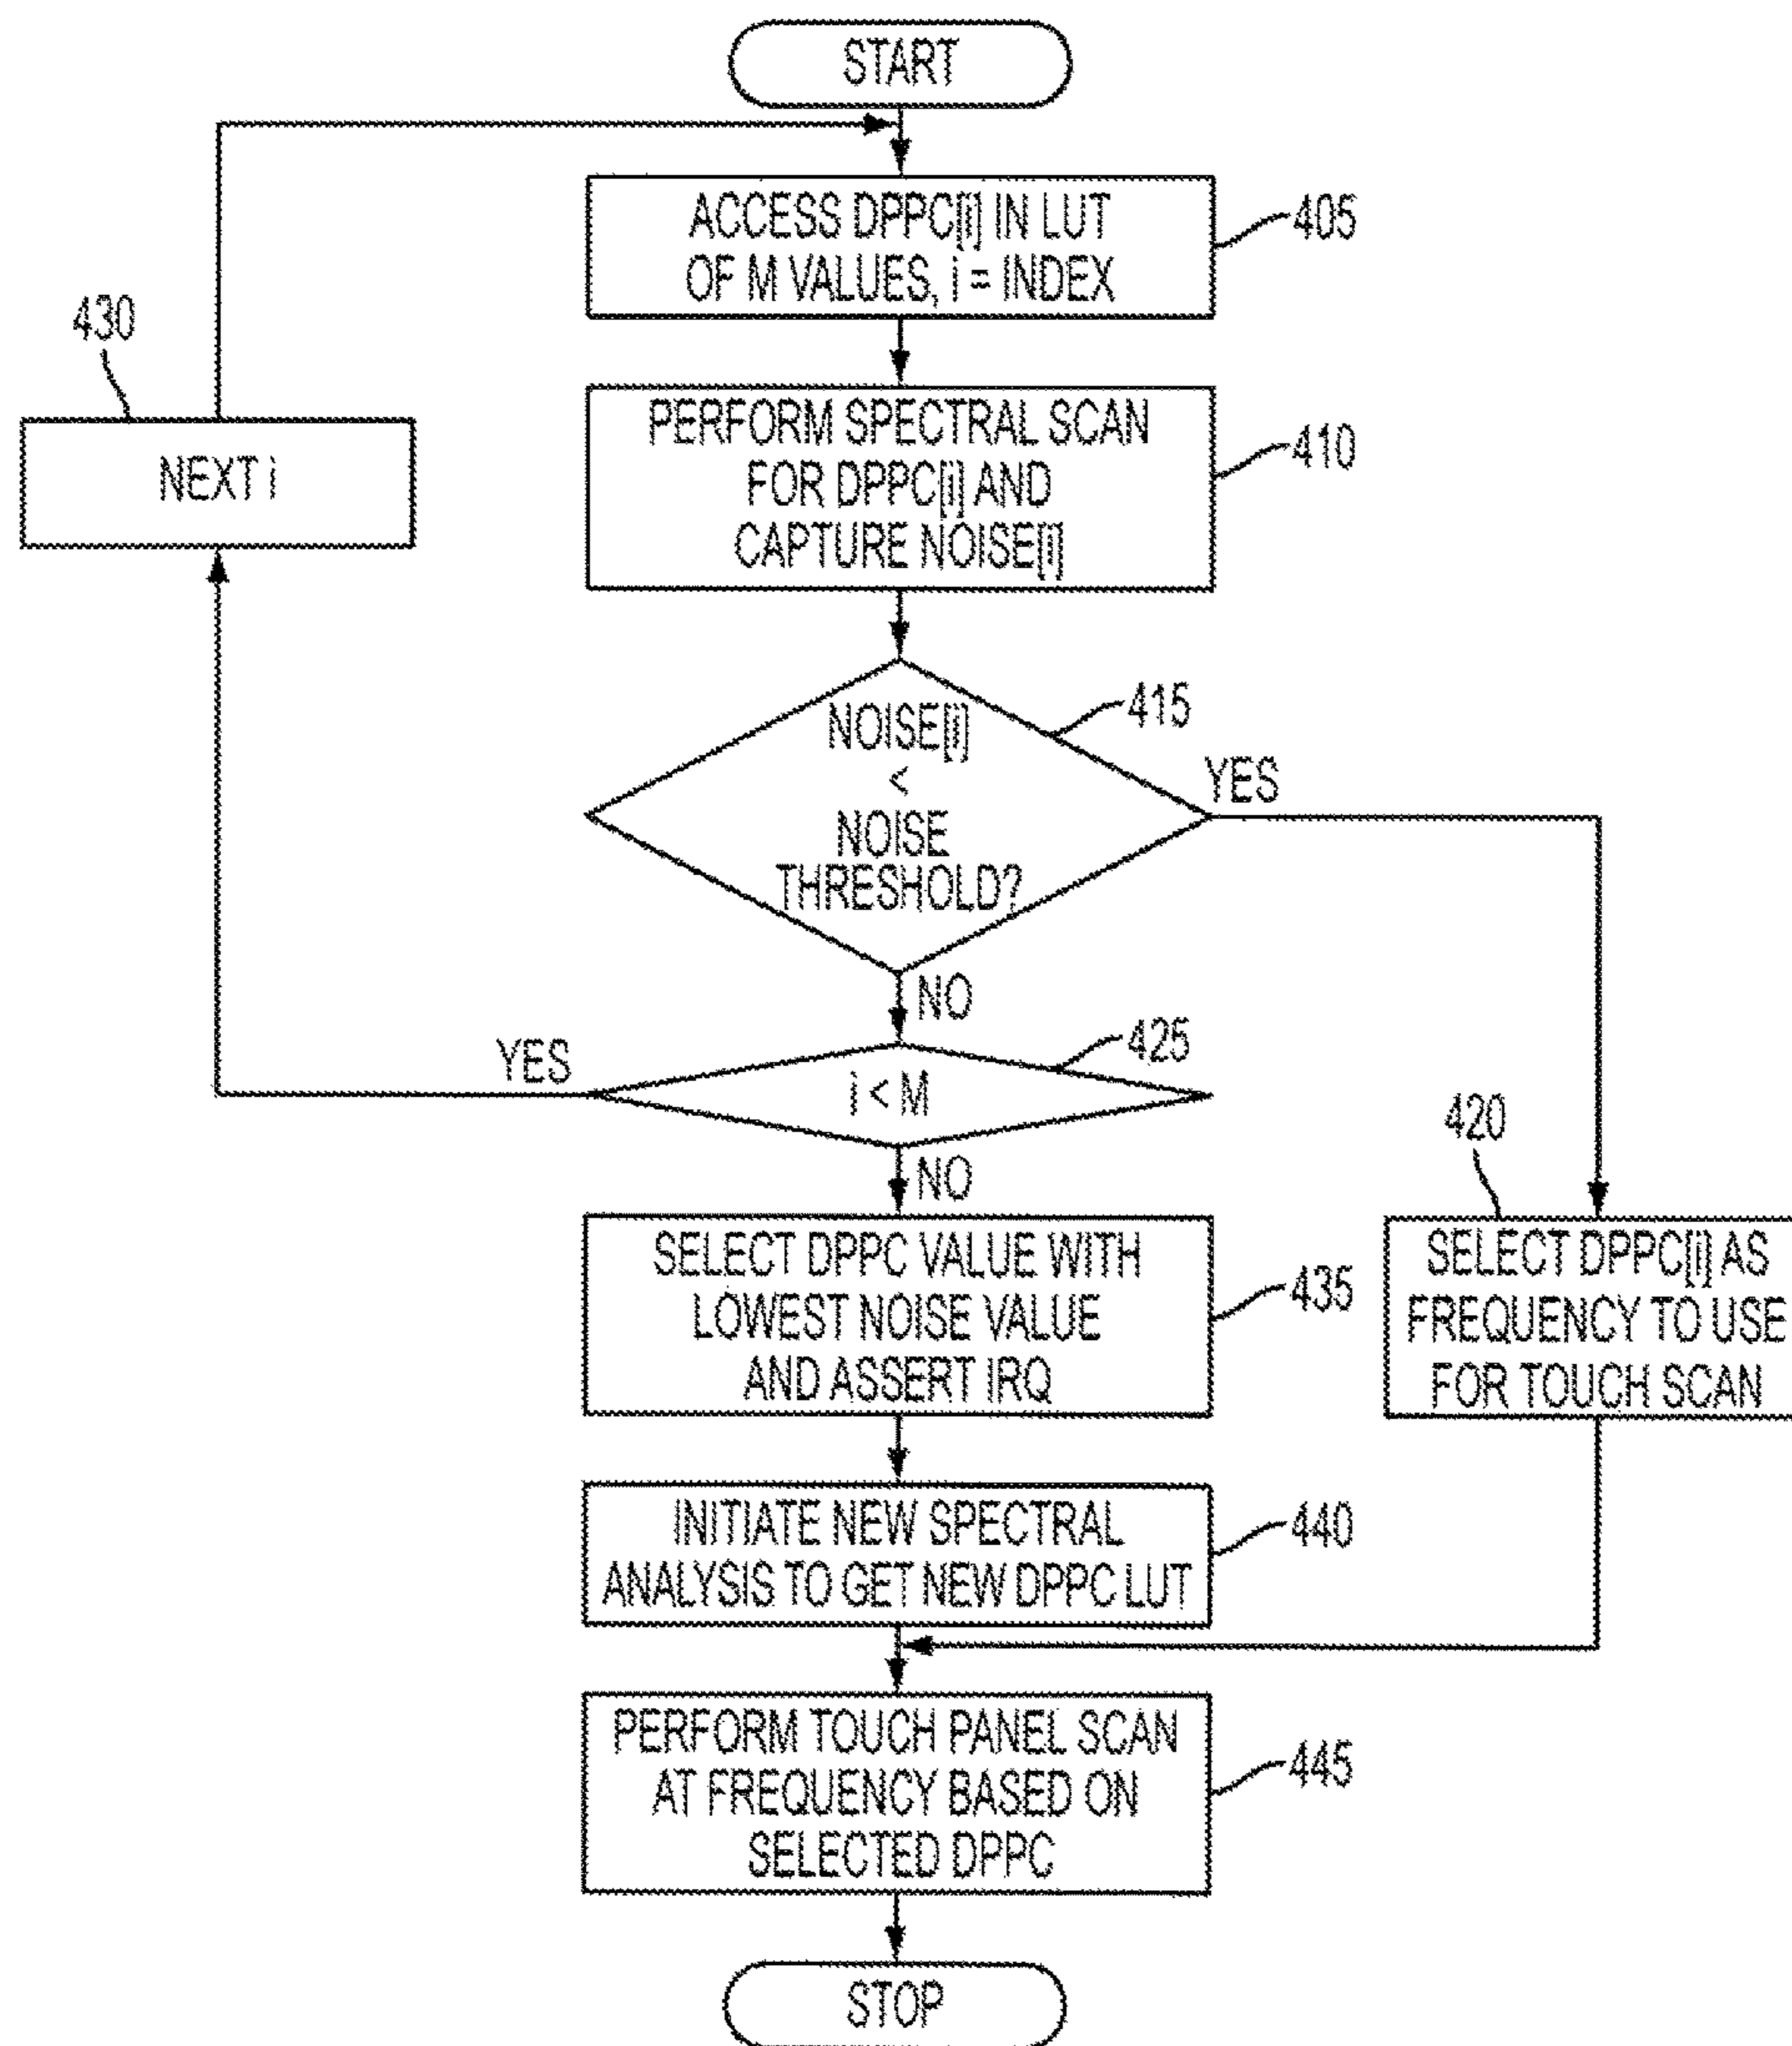 START
ACCESS DPPC[i] IN LUT
OF M VALUES, i = INDEX
405
430
NEXT i
PERFORM SPECTRAL SCAN
FOR DPPC[i] AND
CAPTURE NOISE[i]
410
NOISE[i]
<
NOISE
THRESHOLD?
415
YES
NO
YES
i < M
425
NO
420
SELECT DPPC[i] AS
FREQUENCY TO USE
FOR TOUCH SCAN
SELECT DPPC VALUE WITH
LOWEST NOISE VALUE
AND ASSERT IRQ
435
INITIATE NEW SPECTRAL
ANALYSIS TO GET NEW DPPC LUT
440
PERFORM TOUCH PANEL SCAN
AT FREQUENCY BASED ON
SELECTED DPPC
445
STOP